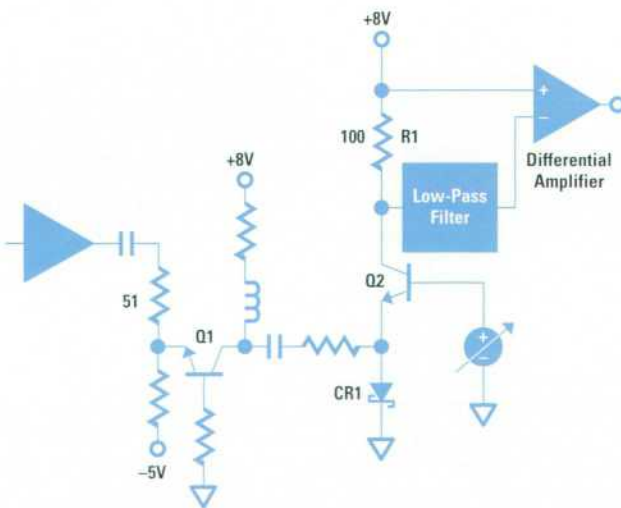 +8V
100
R1
+
−
Differential
Amplifier
+8V
Low-Pass
Filter
Q2
51
Q1
+
−
CR1
−5V